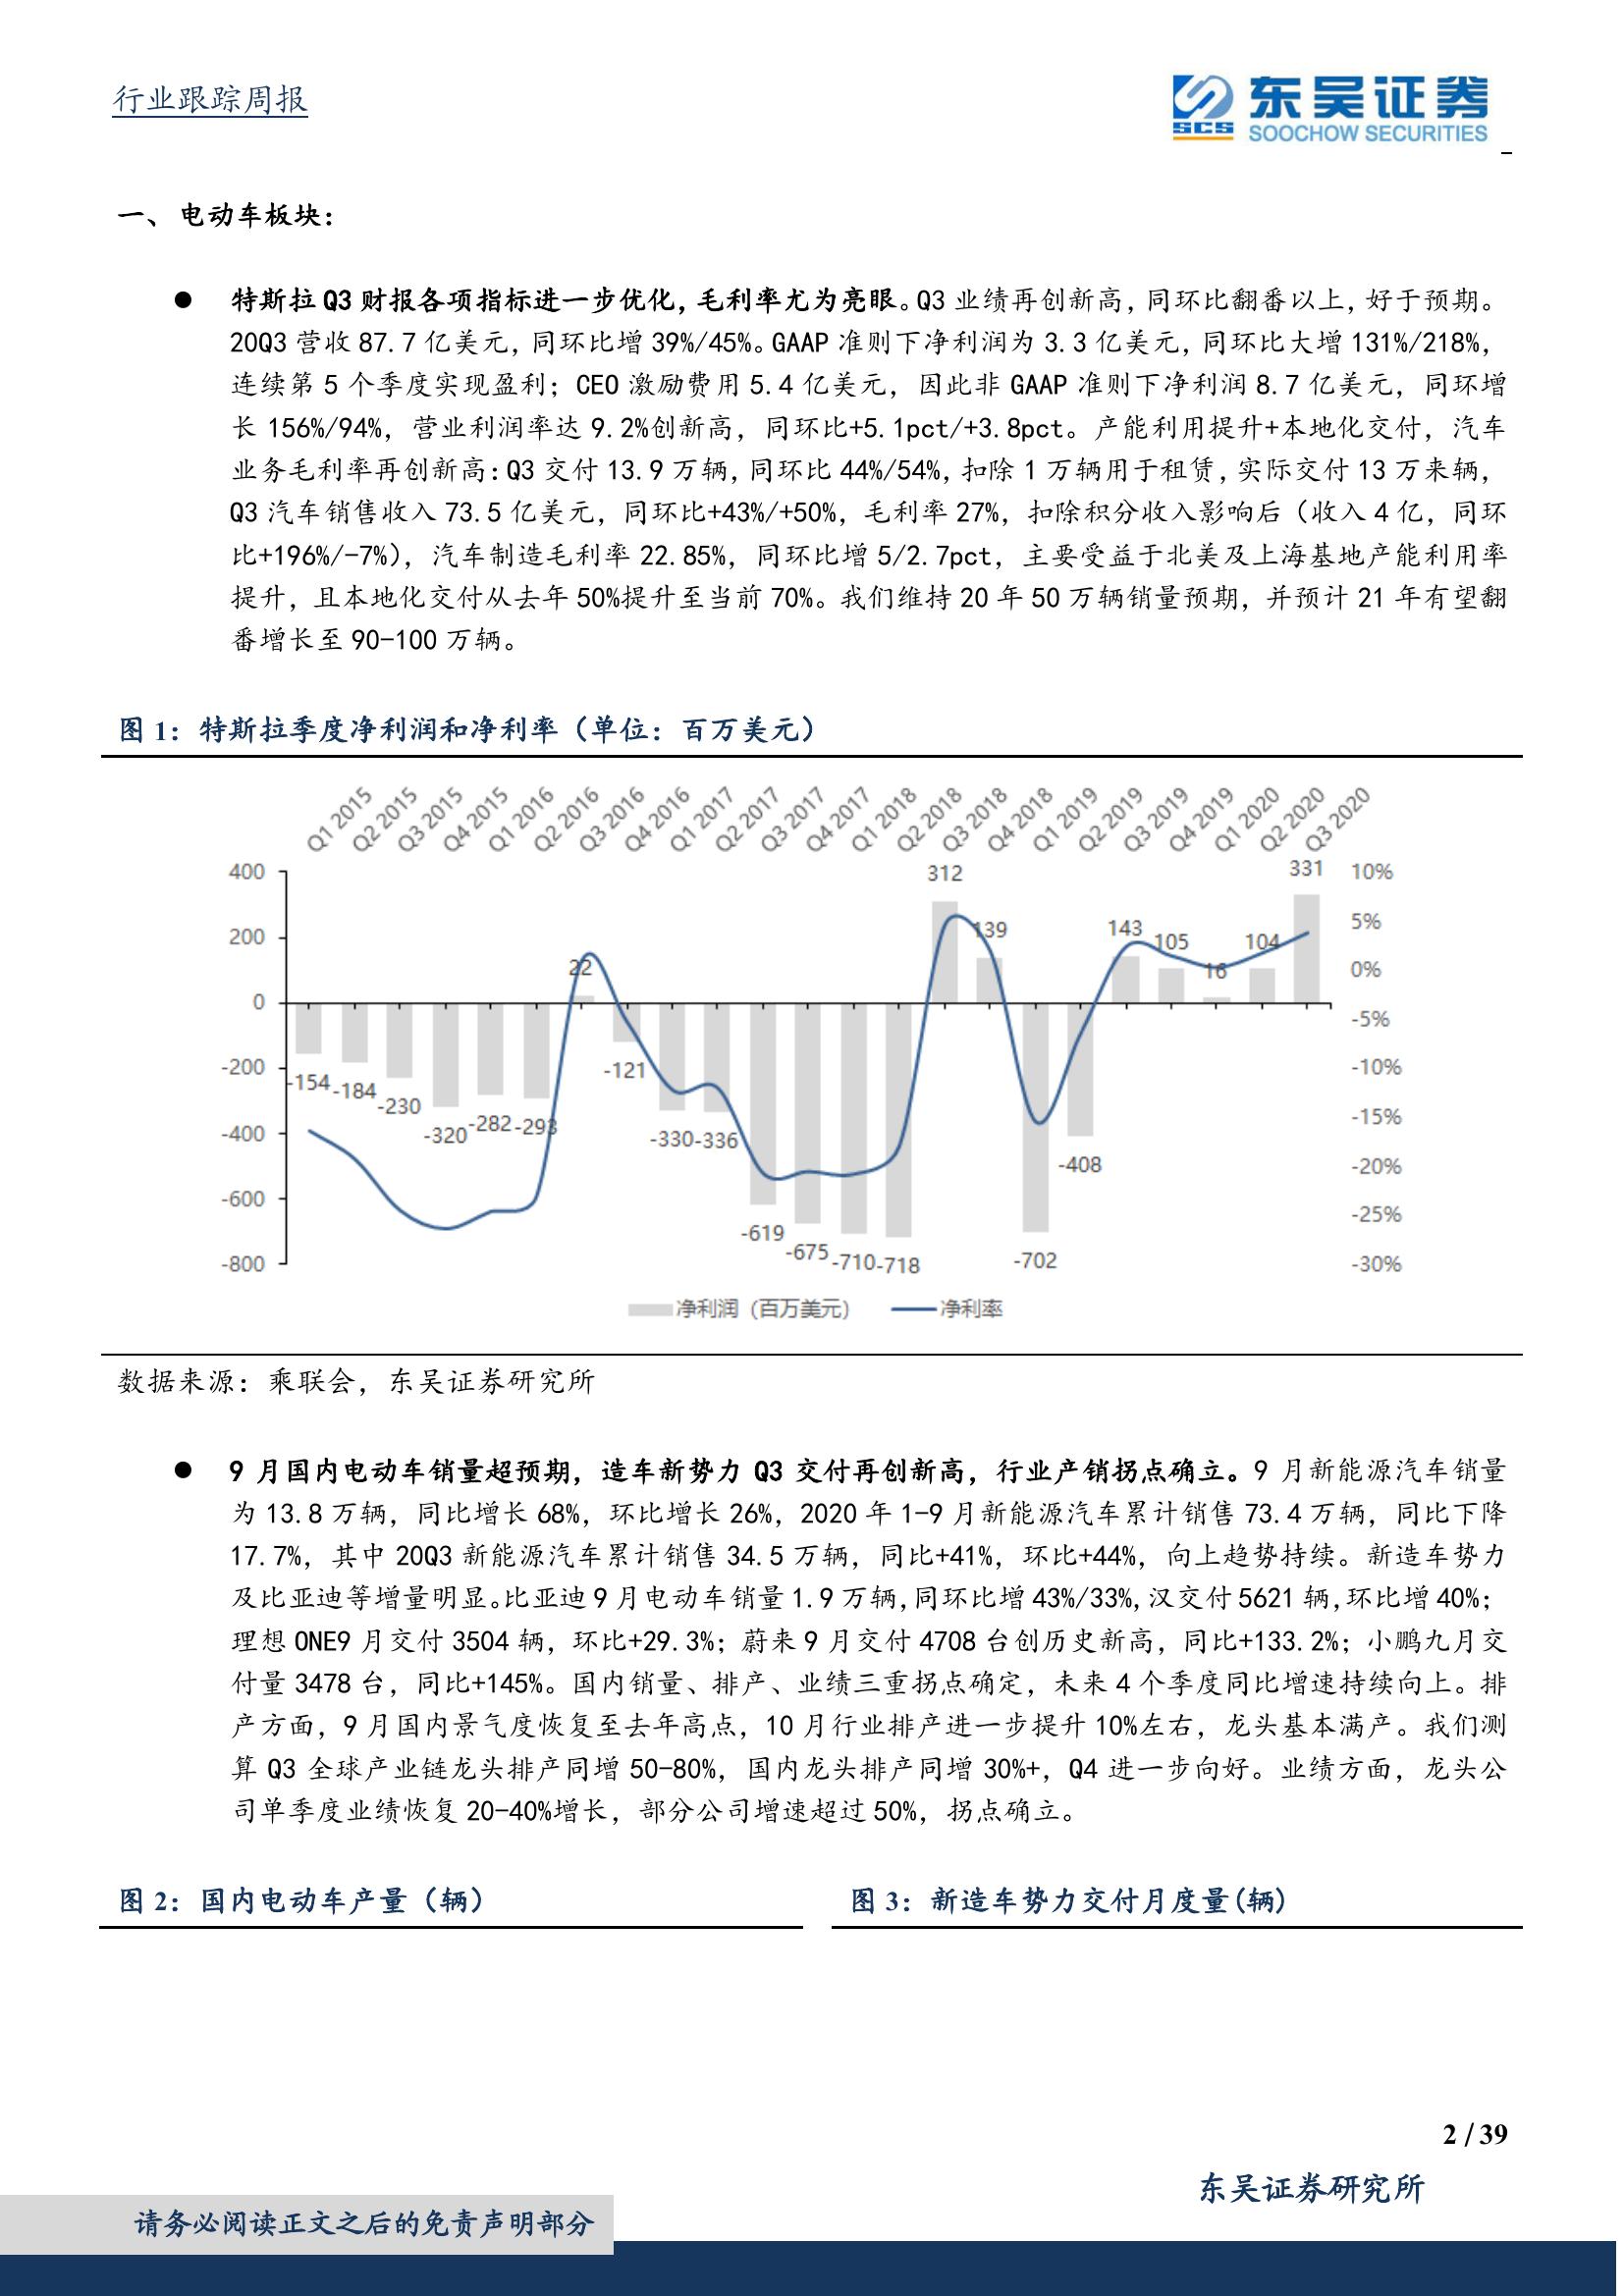 行业跟踪周报
东吴证券
SCS
SOOCHOW SECURITIES
一、 电动车板块：
● 特斯拉 Q3 财报各项指标进一步优化，毛利率尤为亮眼。Q3 业绩再创新高，同环比翻番以上，好于预期。
20Q3 营收 87.7 亿美元，同环比增 39%/45%。GAAP 准则下净利润为 3.3 亿美元，同环比大增 131%/218%，
连续第 5 个季度实现盈利；CEO 激励费用 5.4 亿美元，因此非 GAAP 准则下净利润 8.7 亿美元，同环增
长 156%/94%，营业利润率达 9.2%创新高，同环比+5.1pct/+3.8pct。产能利用提升+本地化交付，汽车
业务毛利率再创新高：Q3 交付 13.9 万辆，同环比 44%/54%，扣除 1 万辆用于租赁，实际交付 13 万来辆，
Q3 汽车销售收入 73.5 亿美元，同环比+43%/+50%，毛利率 27%，扣除积分收入影响后（收入 4 亿，同环
比+196%/-7%），汽车制造毛利率 22.85%，同环比增 5/2.7pct，主要受益于北美及上海基地产能利用率
提升，且本地化交付从去年 50%提升至当前 70%。我们维持 20 年 50 万辆销量预期，并预计 21 年有望翻
番增长至 90-100 万辆。
图 1：特斯拉季度净利润和净利率（单位：百万美元）
Q1 2015 Q2 2015 Q3 2015 Q4 2015 Q1 2016 Q2 2016 Q3 2016 Q4 2016 Q1 2017 Q2 2017 Q3 2017 Q4 2017 Q1 2018 Q2 2018 Q3 2018 Q4 2018 Q1 2019 Q2 2019 Q3 2019 Q4 2019 Q1 2020 Q2 2020 Q3 2020
400 200 0 -200 -400 -600 -800
-154 -184 -230 -320 -282 -293 22 -121 -330 -336 -619 -675 -710 -718 312 139 -702 -408 143 105 16 104 331
10% 5% 0% -5% -10% -15% -20% -25% -30%
净利润（百万美元） 净利率
数据来源：乘联会，东吴证券研究所
● 9 月国内电动车销量超预期，造车新势力 Q3 交付再创新高，行业产销拐点确立。9 月新能源汽车销量
为 13.8 万辆，同比增长 68%，环比增长 26%，2020 年 1-9 月新能源汽车累计销售 73.4 万辆，同比下降
17.7%，其中 20Q3 新能源汽车累计销售 34.5 万辆，同比+41%，环比+44%，向上趋势持续。新造车势力
及比亚迪等增量明显。比亚迪 9 月电动车销量 1.9 万辆，同环比增 43%/33%，汉交付 5621 辆，环比增 40%；
理想 ONE9 月交付 3504 辆，环比+29.3%；蔚来 9 月交付 4708 台创历史新高，同比+133.2%；小鹏九月交
付量 3478 台，同比+145%。国内销量、排产、业绩三重拐点确定，未来 4 个季度同比增速持续向上。排
产方面，9 月国内景气度恢复至去年高点，10 月行业排产进一步提升 10%左右，龙头基本满产。我们测
算 Q3 全球产业链龙头排产同增 50-80%，国内龙头排产同增 30%+，Q4 进一步向好。业绩方面，龙头公
司单季度业绩恢复 20-40%增长，部分公司增速超过 50%，拐点确立。
图 2：国内电动车产量（辆）
图 3：新造车势力交付月度量(辆)
2 / 39
东吴证券研究所
请务必阅读正文之后的免责声明部分